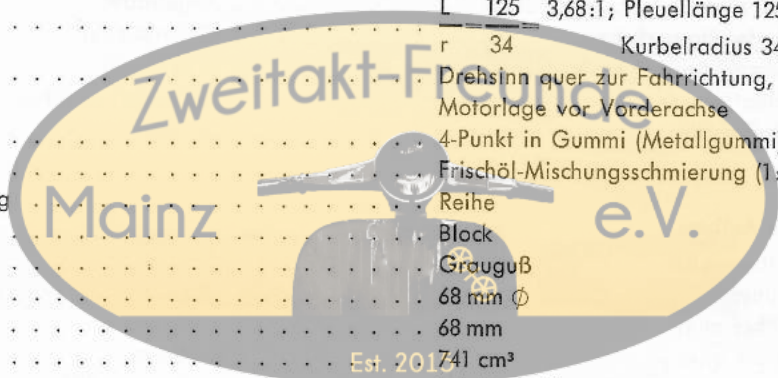 L 125 3,68:1; Pleuellänge 125
r 34 Kurbelradius 34
Drehsinn quer zur Fahrrichtung,
Motorlage vor Vorderachse
4-Punkt in Gummi (Metallgummi)
Frischöl-Mischungsschmierung (1:
g Reihe
Block
Grauguß
68 mm ∅
68 mm
741 cm³
Zweitakt-Freunde
Mainz e.V.
Est. 2013